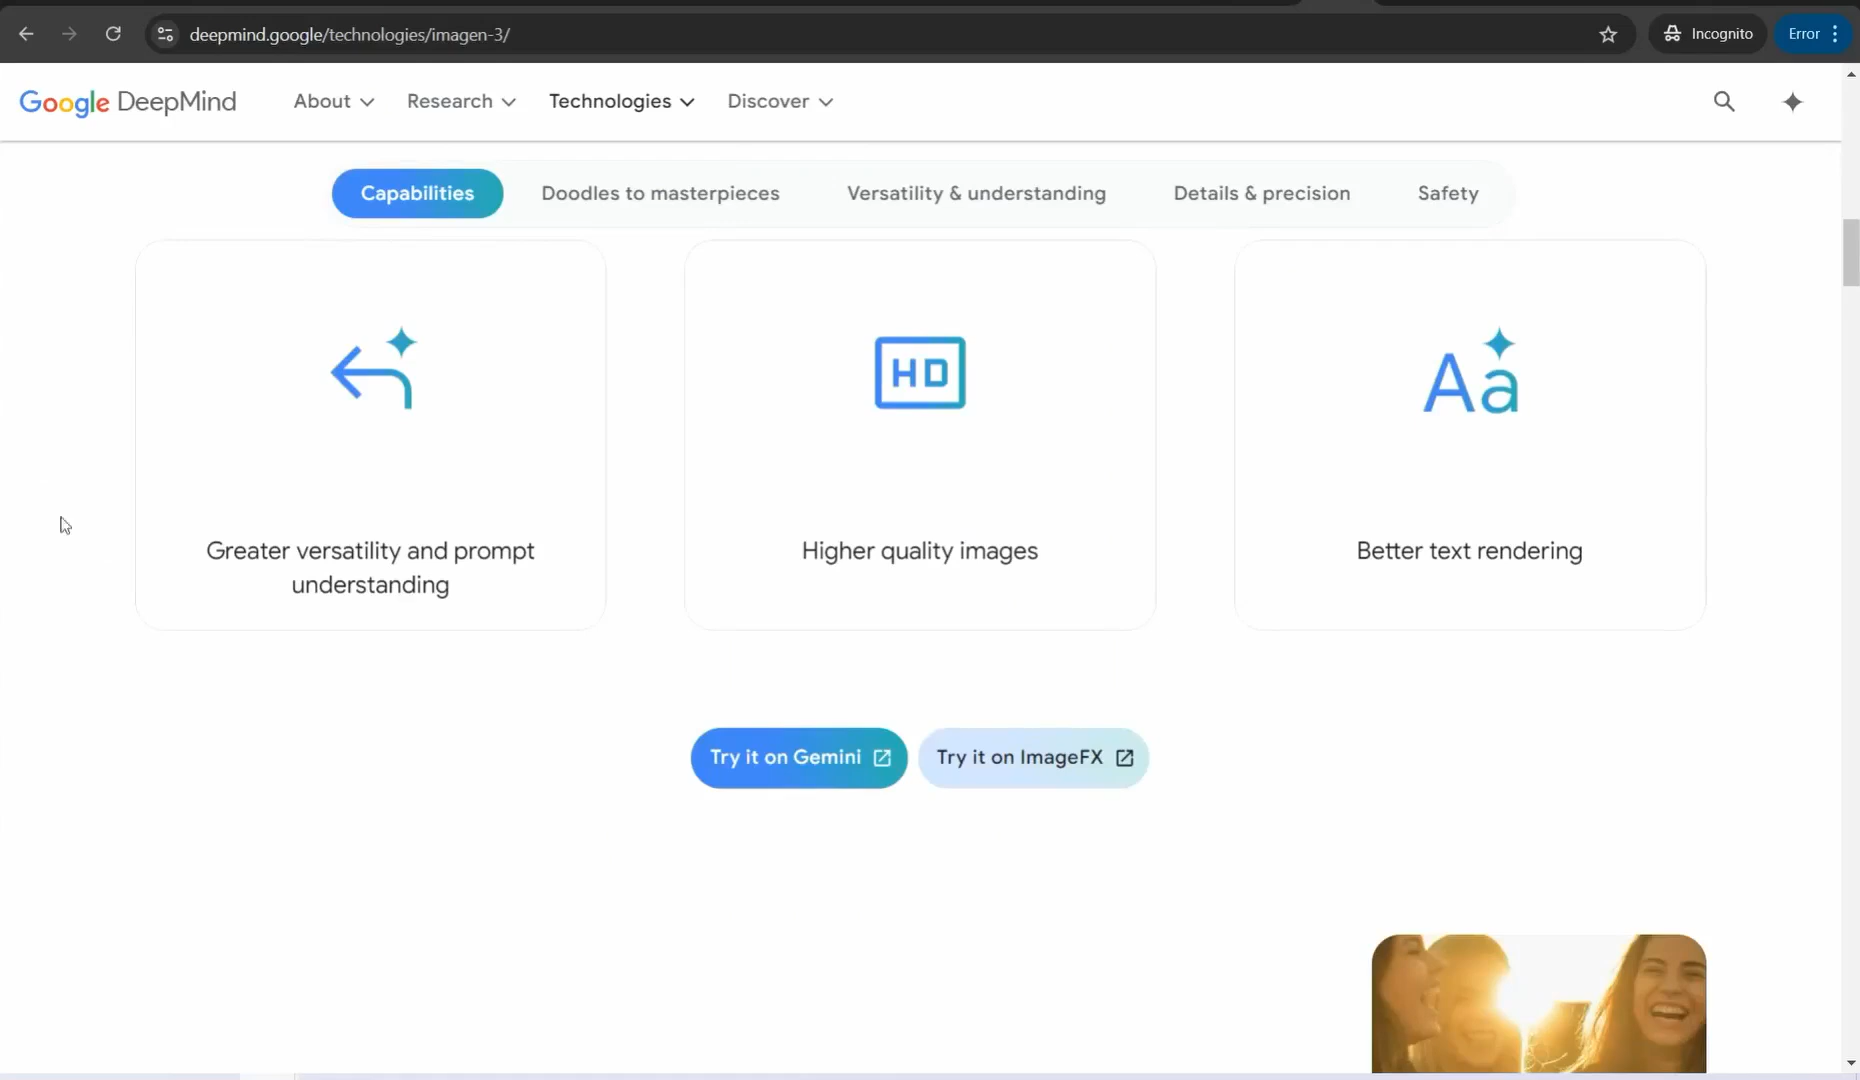 deepmind.google/technologies/imagen-3/
Incognito
Error
Google DeepMind
About
Research
Technologies
Discover
Capabilities
Doodles to masterpieces
Versatility & understanding
Details & precision
Safety
HD
Aa
Greater versatility and prompt
understanding
Higher quality images
Better text rendering
Try it on Gemini
Try it on ImageFX